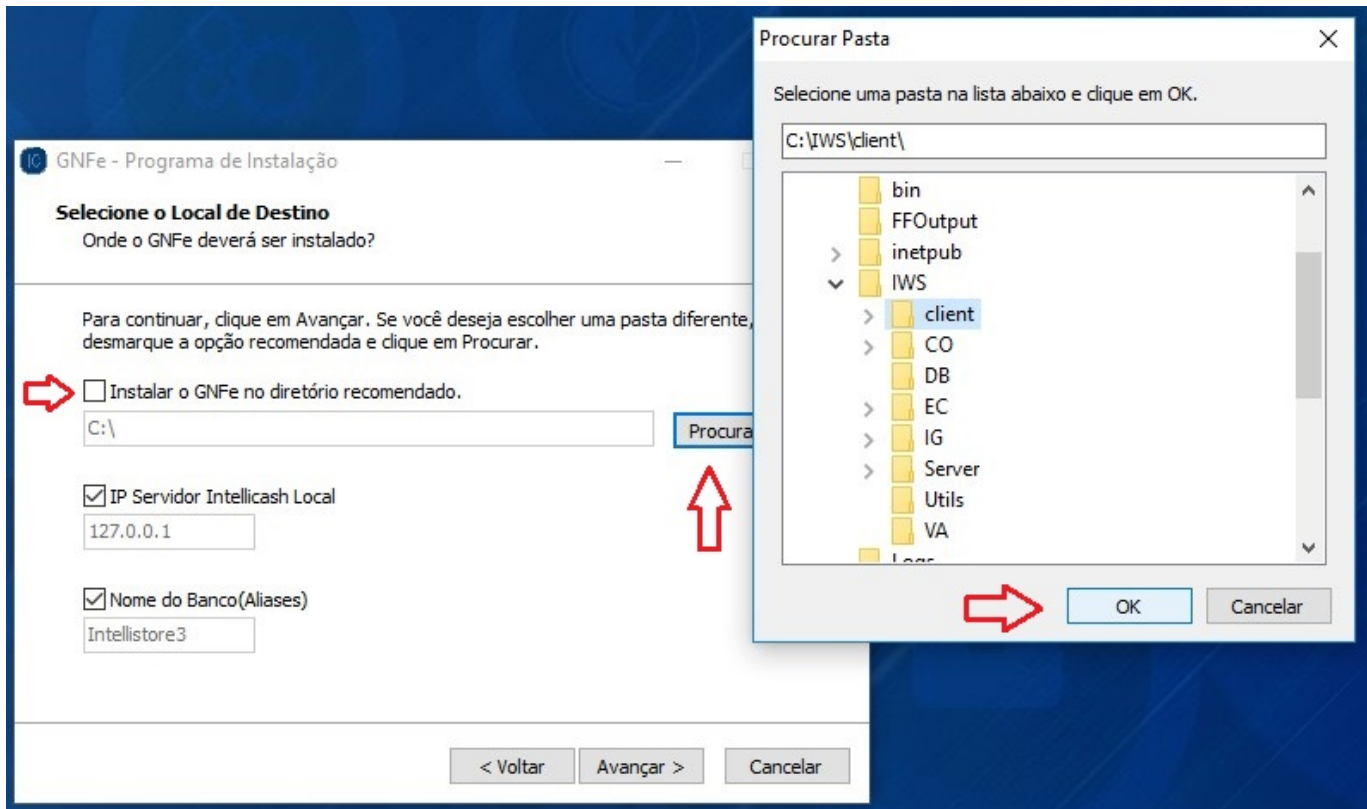 GNFe - Programa de Instalação
Selecione o Local de Destino
Onde o GNFe deverá ser instalado?
Para continuar, clique em Avançar. Se você deseja escolher uma pasta diferente,
desmarque a opção recomendada e clique em Procurar.
Instalar o GNFe no diretório recomendado.
C:\
Procura
IP Servidor Intellicash Local
127.0.0.1
Nome do Banco(Aliases)
Intellistore3
< Voltar
Avançar >
Cancelar
Procurar Pasta
Selecione uma pasta na lista abaixo e clique em OK.
C:\IWS\client\
bin
FFOutput
inetpub
IWS
client
CO
DB
EC
IG
Server
Utils
VA
Logs
OK
Cancelar